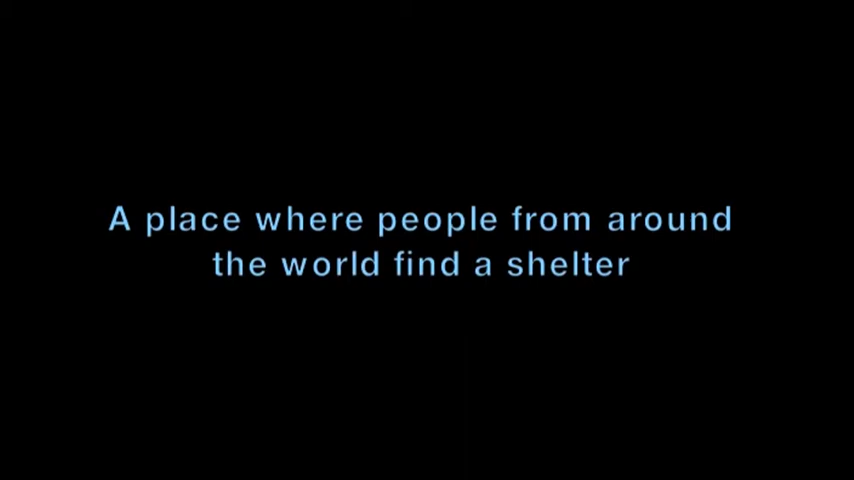 A place where people from around
the world find a shelter